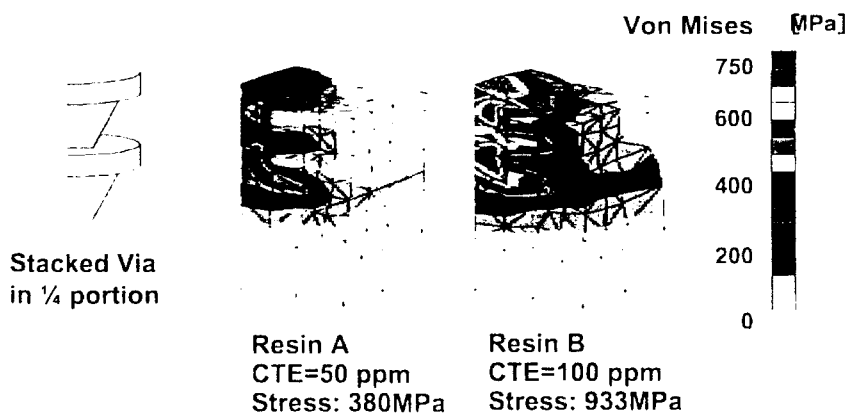 Von Mises [MPa]
750
600
400
200
0
Stacked Via
in ¼ portion
Resin A
CTE=50 ppm
Stress: 380MPa
Resin B
CTE=100 ppm
Stress: 933MPa